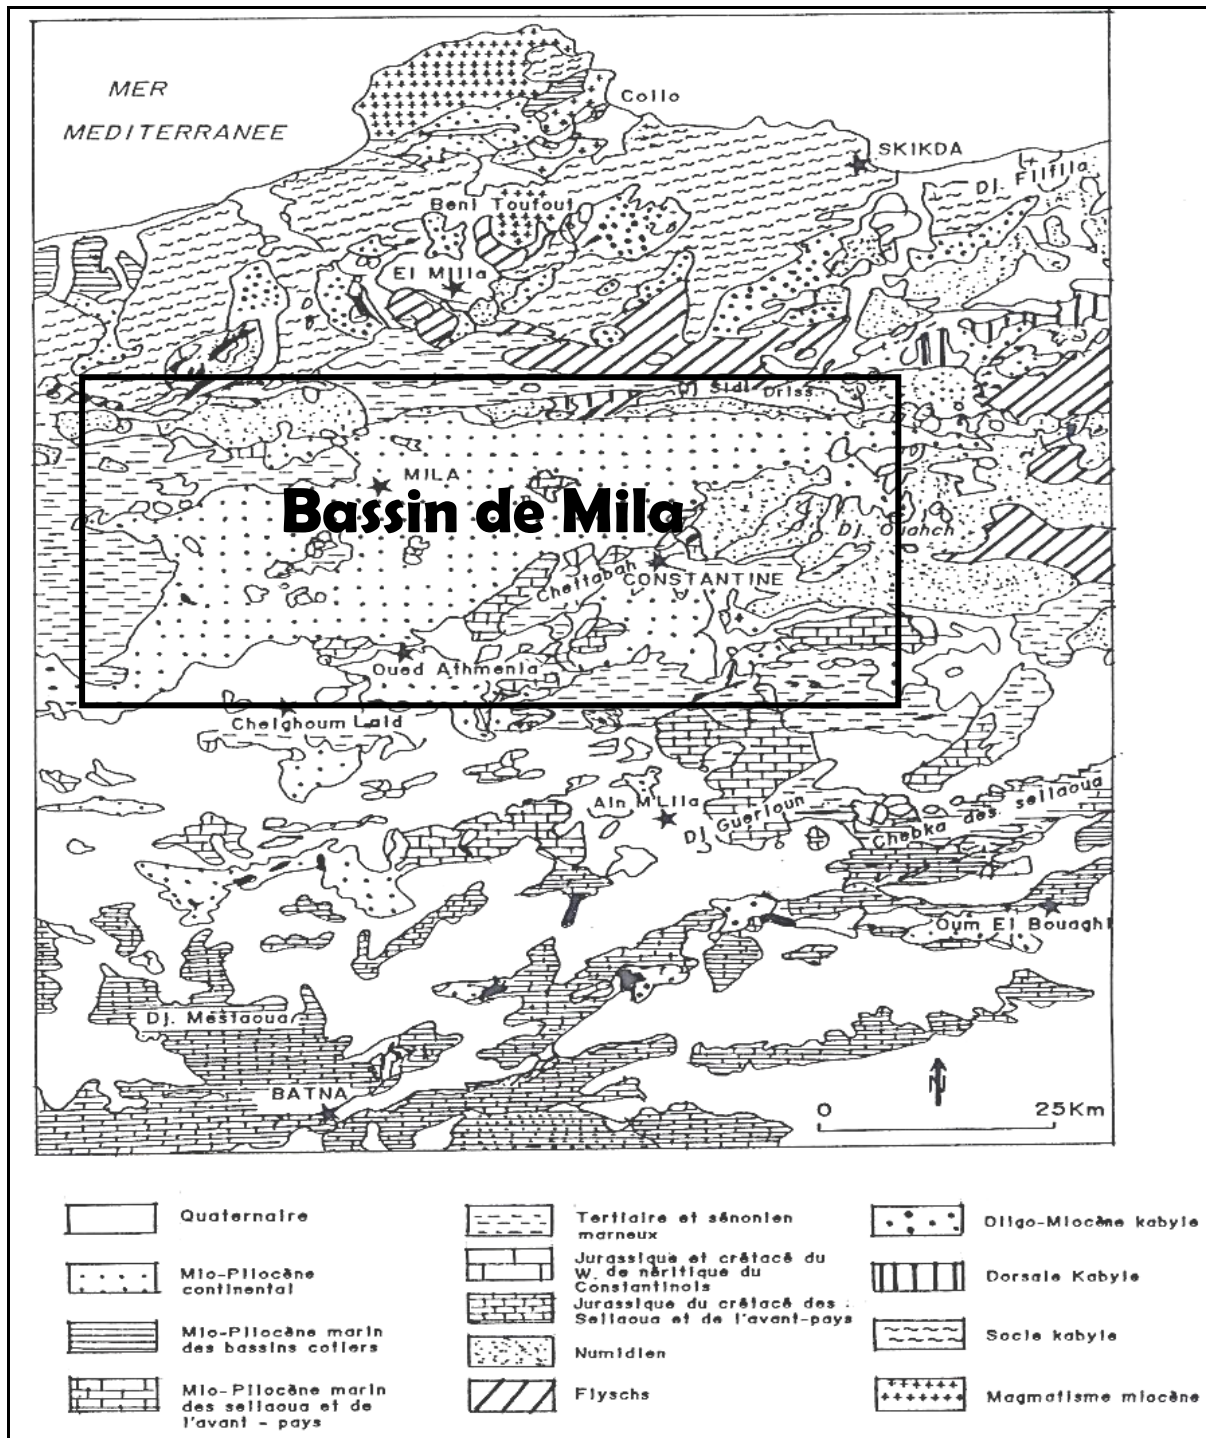 MER
MEDITERRANEE
Collo
SKIKDA
Dj. Filfila
Beni Toufout
El Milia
Dj Sidi Driss
MILA
Bassin de Mila
Dj. Ouahch
Chettabah
CONSTANTINE
Oued Athmenia
Chelghoum Laid
Ain M'Lila
Dj Guerioun
Chebka des sellaoua
Oum El Bouaghi
Dj. Mestaoua
BATNA
N
0 25Km
Quaternaire
Mio-Pliocène
continental
Mio-Pliocène marin
des bassins cotiers
Mio-Pliocène marin
des sellaoua et de
l'avant - pays
Tertiaire et sénonien
marneux
Jurassique et crétacé du
W. de néritique du
Constantinois
Jurassique du crétacé des :
Sellaoua et de l'avant-pays
Numidien
Flyschs
Oligo-Miocène kabyle
Dorsale Kabyle
Socle kabyle
Magmatisme miocène